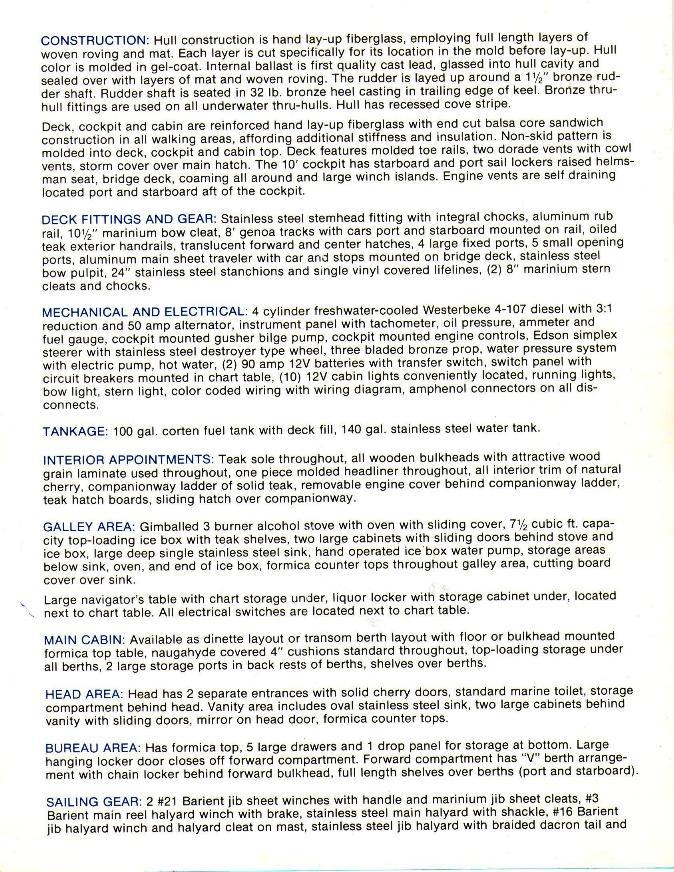 CONSTRUCTION: Hull construction is hand lay-up fiberglass, employing full length layers of
woven roving and mat. Each layer is cut specifically for its location in the mold before lay-up. Hull
color is molded in gel-coat. Internal ballast is first quality cast lead, glassed into hull cavity and
sealed over with layers of mat and woven roving. The rudder is layed up around a 1½" bronze rud-
der shaft. Rudder shaft is seated in 32 lb. bronze heel casting in trailing edge of keel. Bronze thru-
hull fittings are used on all underwater thru-hulls. Hull has recessed cove stripe.
Deck, cockpit and cabin are reinforced hand lay-up fiberglass with end cut balsa core sandwich
construction in all walking areas, affording additional stiffness and insulation. Non-skid pattern is
molded into deck, cockpit and cabin top. Deck features molded toe rails, two dorade vents with cowl
vents, storm cover over main hatch. The 10' cockpit has starboard and port sail lockers raised helms-
man seat, bridge deck, coaming all around and large winch islands. Engine vents are self draining
located port and starboard aft of the cockpit.
DECK FITTINGS AND GEAR: Stainless steel stemhead fitting with integral chocks, aluminum rub
rail, 10½" marinium bow cleat, 8' genoa tracks with cars port and starboard mounted on rail, oiled
teak exterior handrails, translucent forward and center hatches, 4 large fixed ports, 5 small opening
ports, aluminum main sheet traveler with car and stops mounted on bridge deck, stainless steel
bow pulpit, 24" stainless steel stanchions and single vinyl covered lifelines, (2) 8" marinium stern
cleats and chocks.
MECHANICAL AND ELECTRICAL: 4 cylinder freshwater-cooled Westerbeke 4-107 diesel with 3:1
reduction and 50 amp alternator, instrument panel with tachometer, oil pressure, ammeter and
fuel gauge, cockpit mounted gusher bilge pump, cockpit mounted engine controls, Edson simplex
steerer with stainless steel destroyer type wheel, three bladed bronze prop, water pressure system
with electric pump, hot water, (2) 90 amp 12V batteries with transfer switch, switch panel with
circuit breakers mounted in chart table, (10) 12V cabin lights conveniently located, running lights,
bow light, stern light, color coded wiring with wiring diagram, amphenol connectors on all dis-
connects.
TANKAGE: 100 gal. corten fuel tank with deck fill, 140 gal. stainless steel water tank.
INTERIOR APPOINTMENTS: Teak sole throughout, all wooden bulkheads with attractive wood
grain laminate used throughout, one piece molded headliner throughout, all interior trim of natural
cherry, companionway ladder of solid teak, removable engine cover behind companionway ladder,
teak hatch boards, sliding hatch over companionway.
GALLEY AREA: Gimballed 3 burner alcohol stove with oven with sliding cover, 7½ cubic ft. capa-
city top-loading ice box with teak shelves, two large cabinets with sliding doors behind stove and
ice box, large deep single stainless steel sink, hand operated ice box water pump, storage areas
below sink, oven, and end of ice box, formica counter tops throughout galley area, cutting board
cover over sink.
Large navigator's table with chart storage under, liquor locker with storage cabinet under, located
next to chart table. All electrical switches are located next to chart table.
MAIN CABIN: Available as dinette layout or transom berth layout with floor or bulkhead mounted
formica top table, naugahyde covered 4" cushions standard throughout, top-loading storage under
all berths, 2 large storage ports in back rests of berths, shelves over berths.
HEAD AREA: Head has 2 separate entrances with solid cherry doors, standard marine toilet, storage
compartment behind head. Vanity area includes oval stainless steel sink, two large cabinets behind
vanity with sliding doors, mirror on head door, formica counter tops.
BUREAU AREA: Has formica top, 5 large drawers and 1 drop panel for storage at bottom. Large
hanging locker door closes off forward compartment. Forward compartment has "V" berth arrange-
ment with chain locker behind forward bulkhead, full length shelves over berths (port and starboard).
SAILING GEAR: 2 #21 Barient jib sheet winches with handle and marinium jib sheet cleats, #3
Barient main reel halyard winch with brake, stainless steel main halyard with shackle, #16 Barient
jib halyard winch and halyard cleat on mast, stainless steel jib halyard with braided dacron tail and